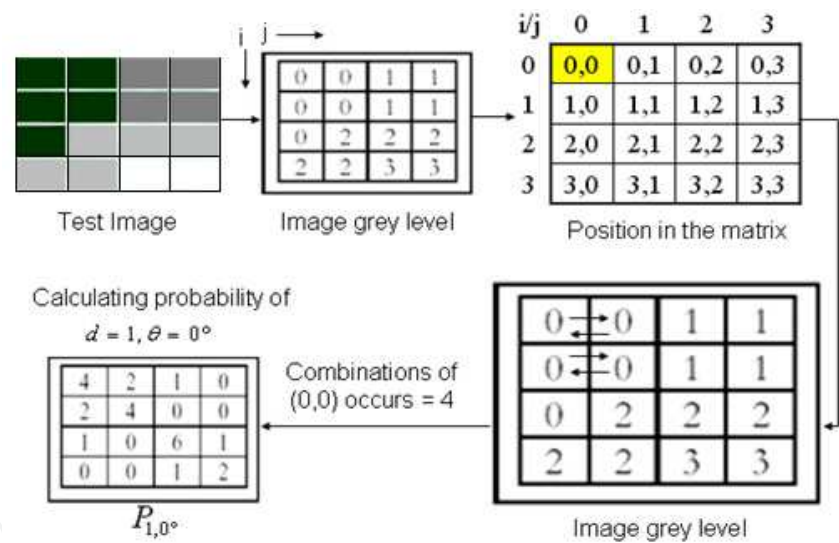 i j
0 0 1 1
0 0 1 1
0 2 2 2
2 2 3 3
Test Image
Image grey level
i/j 0 1 2 3
0 0,0 0,1 0,2 0,3
1 1,0 1,1 1,2 1,3
2 2,0 2,1 2,2 2,3
3 3,0 3,1 3,2 3,3
Position in the matrix
Calculating probability of
d = 1, θ = 0°
4 2 1 0
2 4 0 0
1 0 6 1
0 0 1 2
P1,0°
Combinations of
(0,0) occurs = 4
0 0 1 1
0 0 1 1
0 2 2 2
2 2 3 3
Image grey level